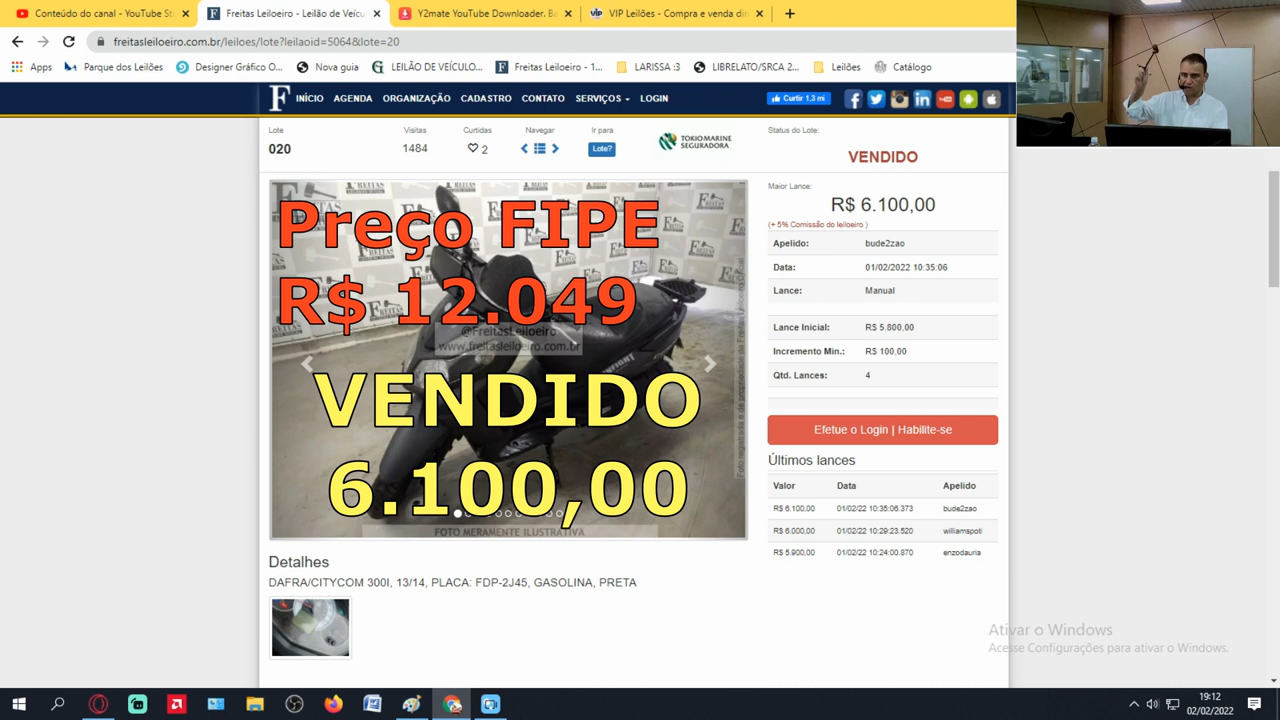 Conteúdo do canal - YouTube St
Freitas Leiloeiro - Leilão de Veícu
Y2mate YouTube Downloader. Ba
VIP Leilões - Compra e venda din
freitasleiloeiro.com.br/leiloes/lote?leilaoid=5064&lote=20
Apps
Parque dos Leilões
Designer Gráfico O...
Nova guia
LEILÃO DE VEÍCULO...
Freitas Leiloeiro - 1...
LARISSA :3
LIBRELATO/SRCA 2...
Leilões
Catálogo
INÍCIO AGENDA ORGANIZAÇÃO CADASTRO CONTATO SERVIÇOS LOGIN
Curtir 1,3 mi
Lote
020
Visitas
1484
Curtidas
2
Navegar
Ir para
Lote?
TOKIO MARINE
SEGURADORA
Status do Lote:
VENDIDO
Preço FIPE
R$ 12.049
@FreitasLeiloeiro
www.freitasleiloeiro.com.br
VENDIDO
6.100,00
FOTO MERAMENTE ILUSTRATIVA
Maior Lance:
R$ 6.100,00
(+ 5% Comissão do leiloeiro )
Apelido: bude2zao
Data: 01/02/2022 10:35:06
Lance: Manual
Lance Inicial: R$ 5.800,00
Incremento Min.: R$ 100,00
Qtd. Lances: 4
Efetue o Login | Habilite-se
Últimos lances
Valor Data Apelido
R$ 6.100,00 01/02/22 10:35:06.373 bude2zao
R$ 6.000,00 01/02/22 10:29:23.520 williamspoti
R$ 5.900,00 01/02/22 10:24:00.870 enzodauria
Detalhes
DAFRA/CITYCOM 300I, 13/14, PLACA: FDP-2J45, GASOLINA, PRETA
Ativar o Windows
Acesse Configurações para ativar o Windows.
19:12
02/02/2022